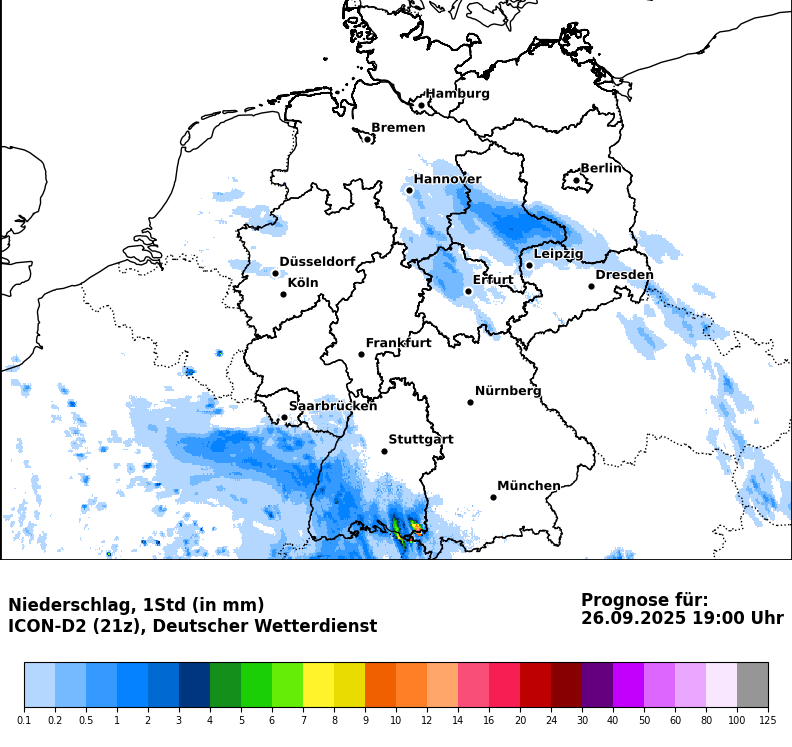 Hamburg
Bremen
Berlin
Hannover
Leipzig
Düsseldorf
Dresden
Köln
Erfurt
Frankfurt
Nürnberg
Saarbrücken
Stuttgart
München
Niederschlag, 1Std (in mm)
ICON-D2 (21z), Deutscher Wetterdienst
Prognose für:
26.09.2025 19:00 Uhr
0.1 0.2 0.5 1 2 3 4 5 6 7 8 9 10 12 14 16 20 24 30 40 50 60 80 100 125